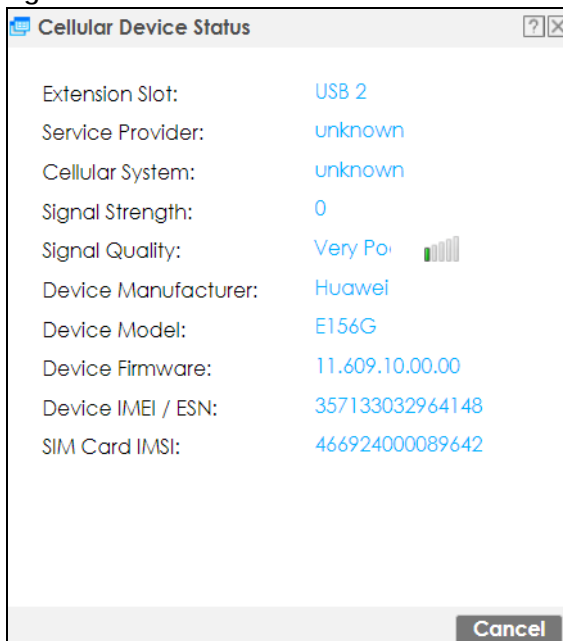 Cellular Device Status
Extension Slot: USB 2
Service Provider: unknown
Cellular System: unknown
Signal Strength: 0
Signal Quality: Very
Device Manufacturer: Huawei
Device Model: E156G
Device Firmware: 11.609.10.00.00
Device IMEI / ESN: 357133032964148
SIM Card IMSI: 466924000089642
Cancel